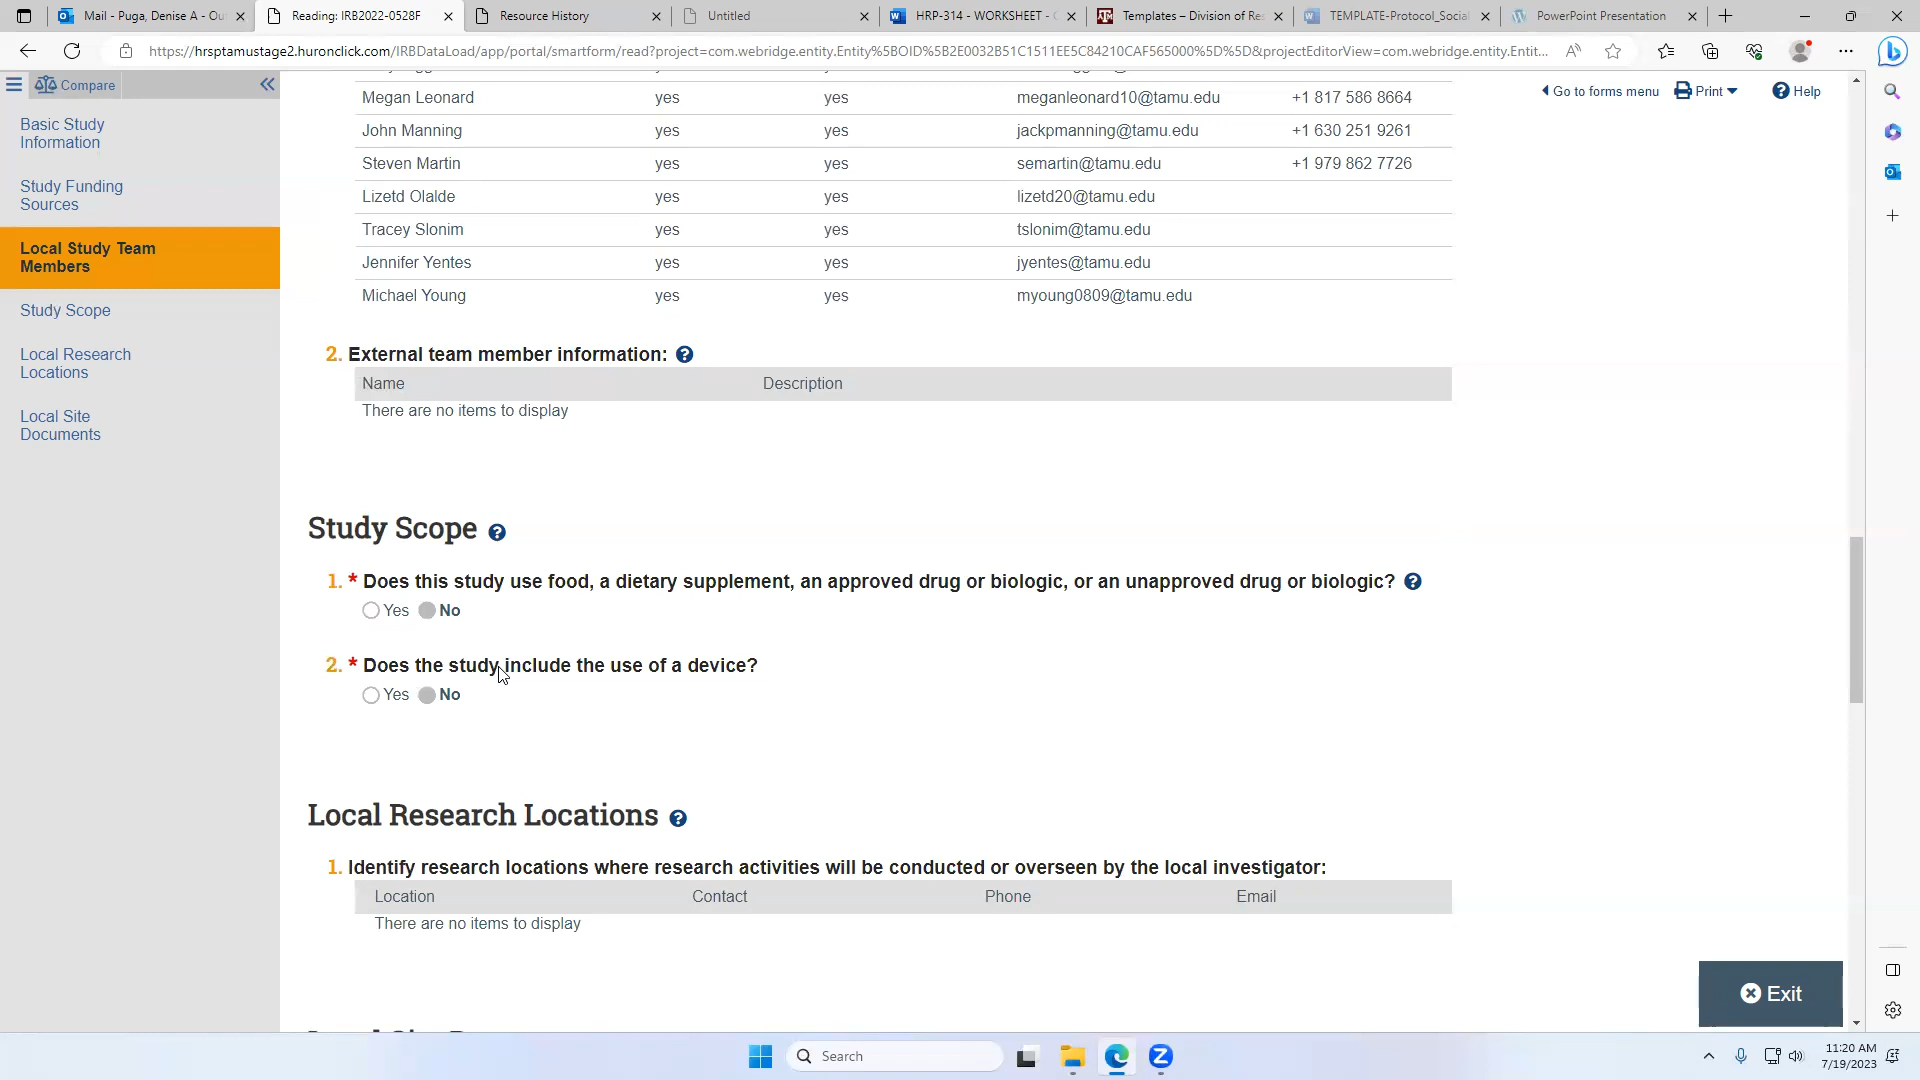 Mail - Puga, Denise A - Ou
Reading: IRB2022-0528F
Resource History
Untitled
HRP-314 - WORKSHEET -
Templates – Division of Re
TEMPLATE-Protocol_Social
PowerPoint Presentation
https://hrsptamustage2.huronclick.com/IRBDataLoad/app/portal/smartform/read?project=com.webridge.entity.Entity%5BOID%5B2E0032B51C1511EE5C84210CAF565000%5D%5D&projectEditorView=com.webridge.entity.Entit...
Compare
Go to forms menu Print Help
Basic Study
Information
Study Funding
Sources
Local Study Team
Members
Study Scope
Local Research
Locations
Local Site
Documents
Megan Leonard yes yes meganleonard10@tamu.edu +1 817 586 8664
John Manning yes yes jackpmanning@tamu.edu +1 630 251 9261
Steven Martin yes yes semartin@tamu.edu +1 979 862 7726
Lizetd Olalde yes yes lizetd20@tamu.edu
Tracey Slonim yes yes tslonim@tamu.edu
Jennifer Yentes yes yes jyentes@tamu.edu
Michael Young yes yes myoung0809@tamu.edu
2. External team member information: ?
Name Description
There are no items to display
Study Scope ?
1. * Does this study use food, a dietary supplement, an approved drug or biologic, or an unapproved drug or biologic? ?
Yes No
2. * Does the study include the use of a device?
Yes No
Local Research Locations ?
1. Identify research locations where research activities will be conducted or overseen by the local investigator:
Location Contact Phone Email
There are no items to display
Exit
Search
11:20 AM
7/19/2023